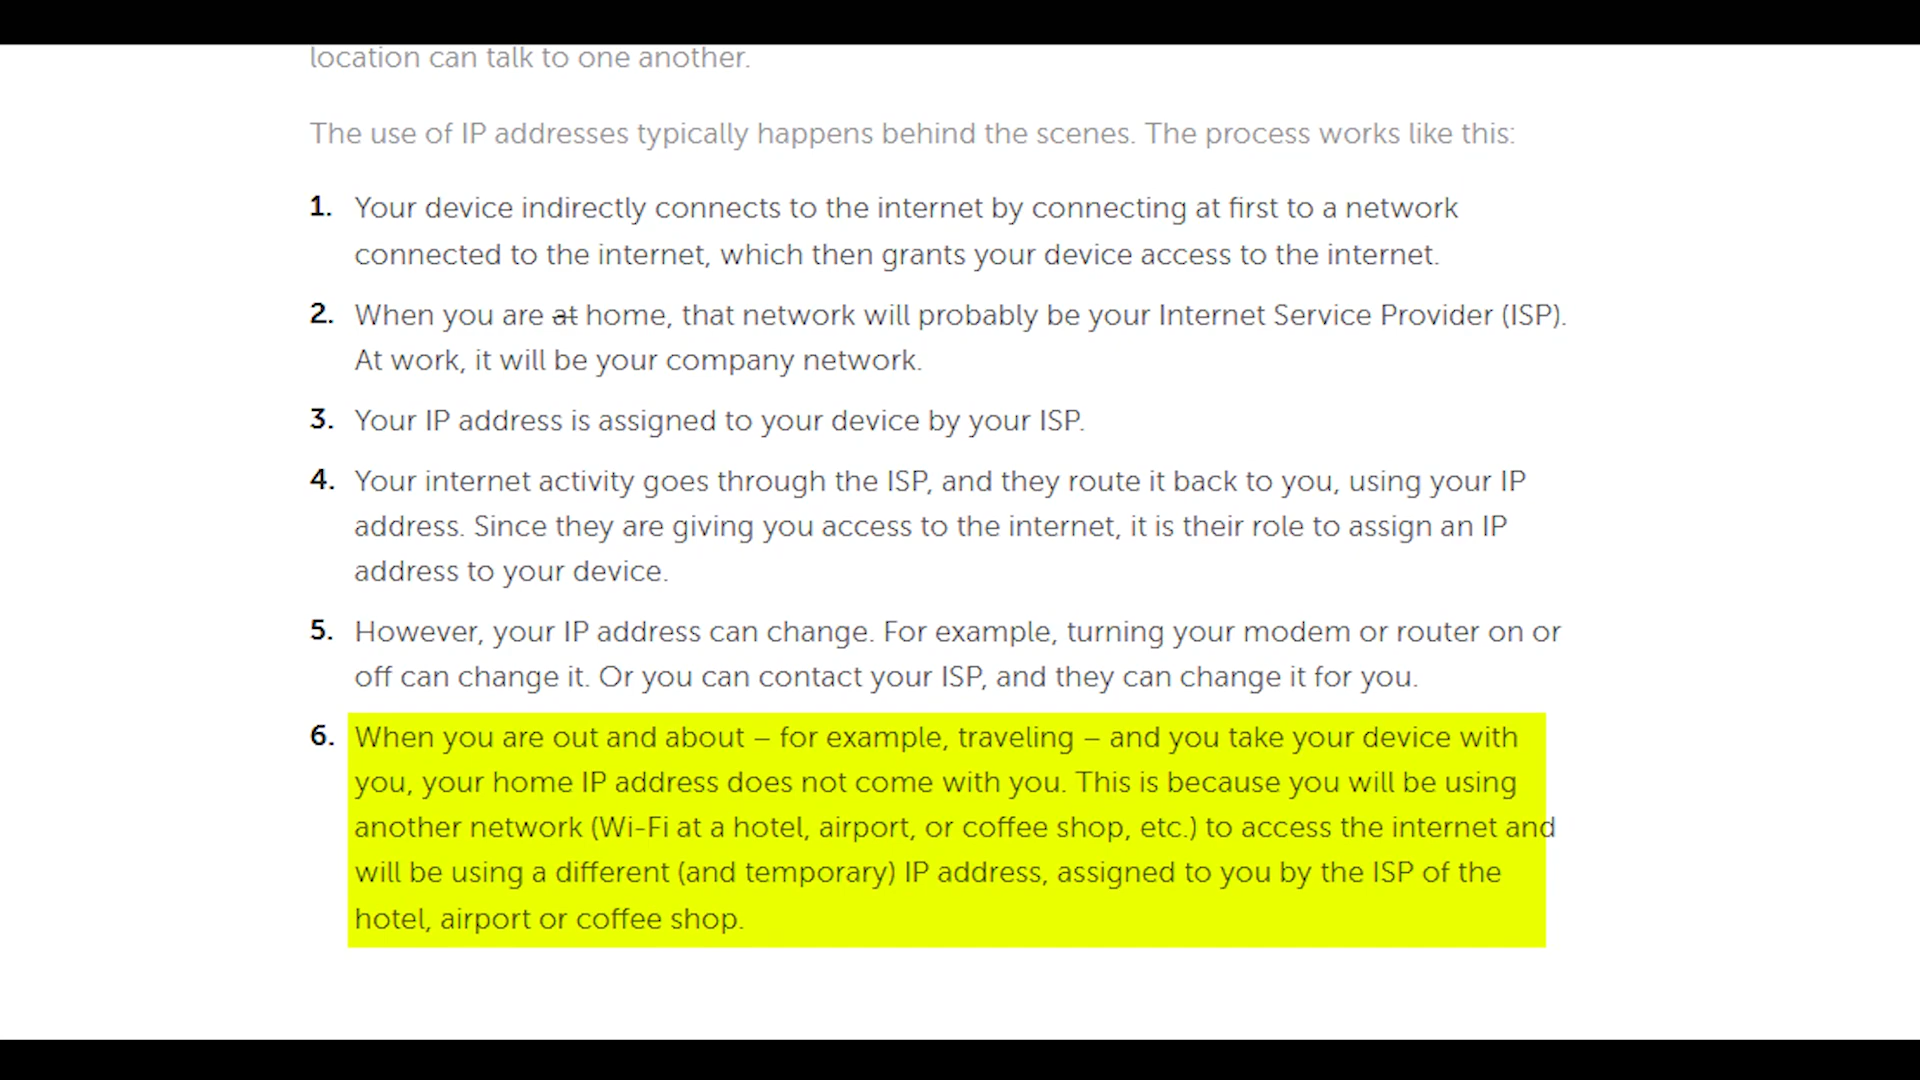 location can talk to one another.
The use of IP addresses typically happens behind the scenes. The process works like this:
1. Your device indirectly connects to the internet by connecting at first to a network
connected to the internet, which then grants your device access to the internet.
2. When you are at home, that network will probably be your Internet Service Provider (ISP).
At work, it will be your company network.
3. Your IP address is assigned to your device by your ISP.
4. Your internet activity goes through the ISP, and they route it back to you, using your IP
address. Since they are giving you access to the internet, it is their role to assign an IP
address to your device.
5. However, your IP address can change. For example, turning your modem or router on or
off can change it. Or you can contact your ISP, and they can change it for you.
6. When you are out and about – for example, traveling – and you take your device with
you, your home IP address does not come with you. This is because you will be using
another network (Wi-Fi at a hotel, airport, or coffee shop, etc.) to access the internet and
will be using a different (and temporary) IP address, assigned to you by the ISP of the
hotel, airport or coffee shop.